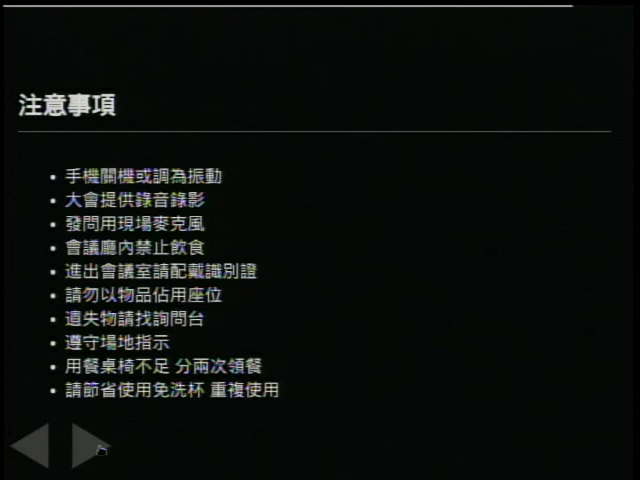 注意事項
手機關機或調為振動
大會提供錄音錄影
發問用現場麥克風
會議廳內禁止飲食
進出會議室請配戴識別證
請勿以物品佔用座位
遺失物請找詢問台
遵守場地指示
用餐桌椅不足 分兩次領餐
請節省使用免洗杯 重複使用